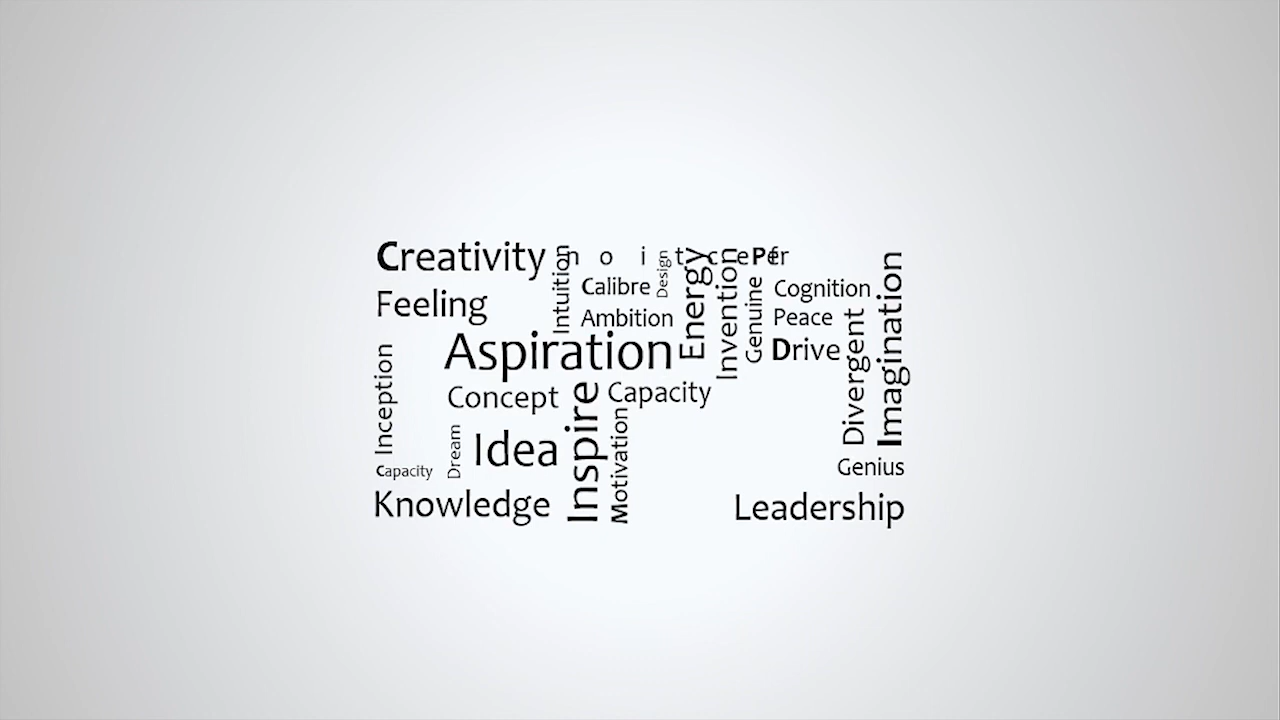 Creativity
n o i t c e P e r
Feeling
Intuition
Calibre
Design
Energy
Invention
Genuine
Cognition
Imagination
Ambition
Peace
Aspiration
Drive
Divergent
Inception
Concept
Inspire
Capacity
Dream
Idea
Motivation
Capacity
Genius
Knowledge
Leadership